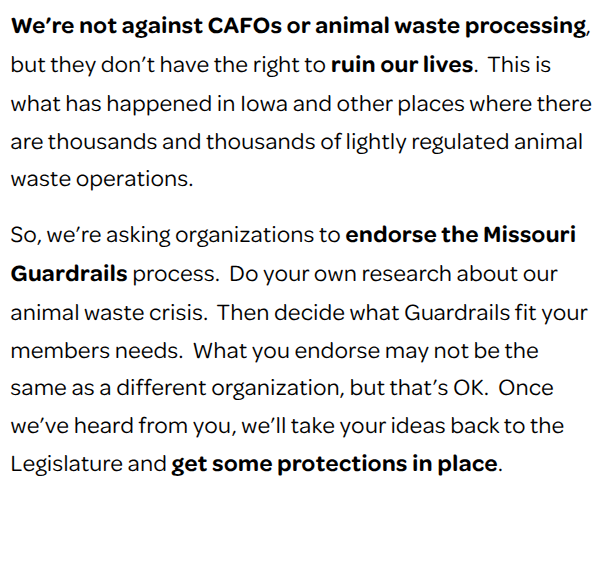 We're not against CAFOs or animal waste processing,
but they don't have the right to ruin our lives.  This is
what has happened in Iowa and other places where there
are thousands and thousands of lightly regulated animal
waste operations.
So, we're asking organizations to endorse the Missouri
Guardrails process.  Do your own research about our
animal waste crisis.  Then decide what Guardrails fit your
members needs.  What you endorse may not be the
same as a different organization, but that's OK.  Once
we've heard from you, we'll take your ideas back to the
Legislature and get some protections in place.